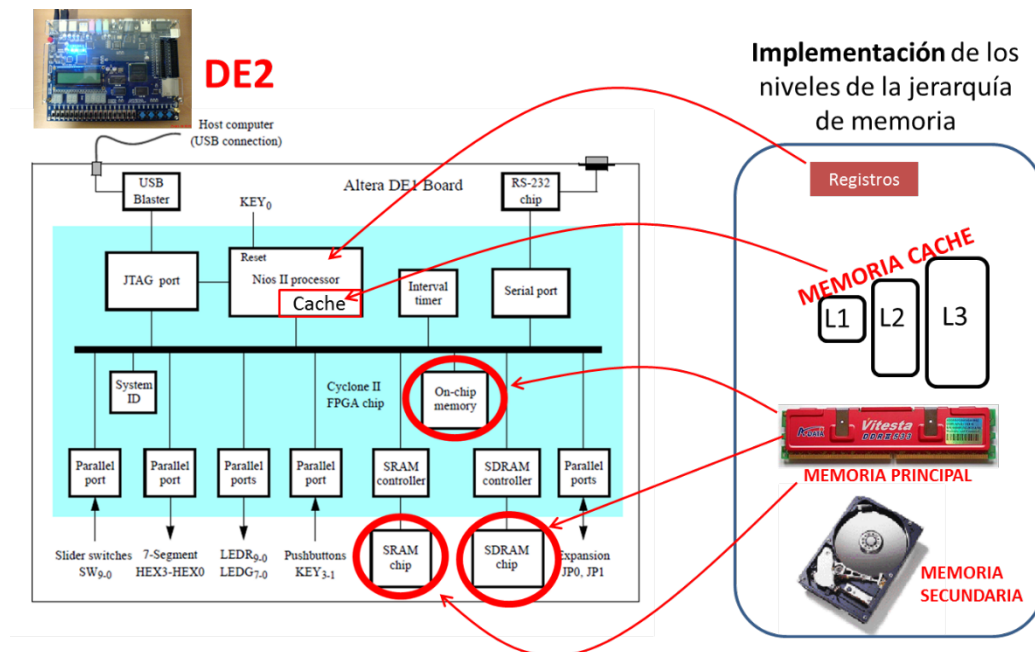 DE2
Implementación de los
niveles de la jerarquía
de memoria
Host computer
(USB connection)
USB
Blaster
KEY0
Altera DE1 Board
RS-232
chip
Registros
JTAG port
Reset
Nios II processor
Cache
Interval
timer
Serial port
MEMORIA CACHE
L1
L2
L3
System
ID
Cyclone II
FPGA chip
On-chip
memory
Vitesta
MEMORIA PRINCIPAL
Parallel
port
Parallel
port
Parallel
ports
Parallel
port
SRAM
controller
SDRAM
controller
Parallel
ports
Slider switches
SW9-0
7-Segment
HEX3-HEX0
LEDR9-0
LEDG7-0
Pushbuttons
KEY3-1
SRAM
chip
SDRAM
chip
Expansion
JP0, JP1
MEMORIA
SECUNDARIA